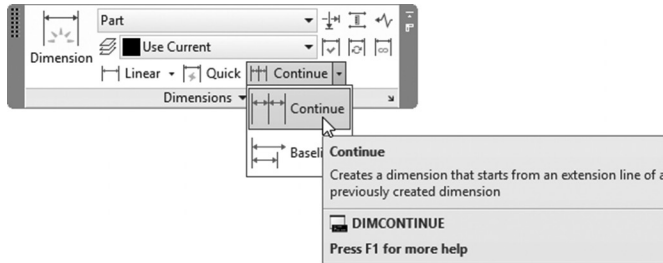 Part
Use Current
Dimension
Linear Quick Continue
Dimensions
Continue
Continue
Creates a dimension that starts from an extension line of a
previously created dimension
DIMCONTINUE
Press F1 for more help